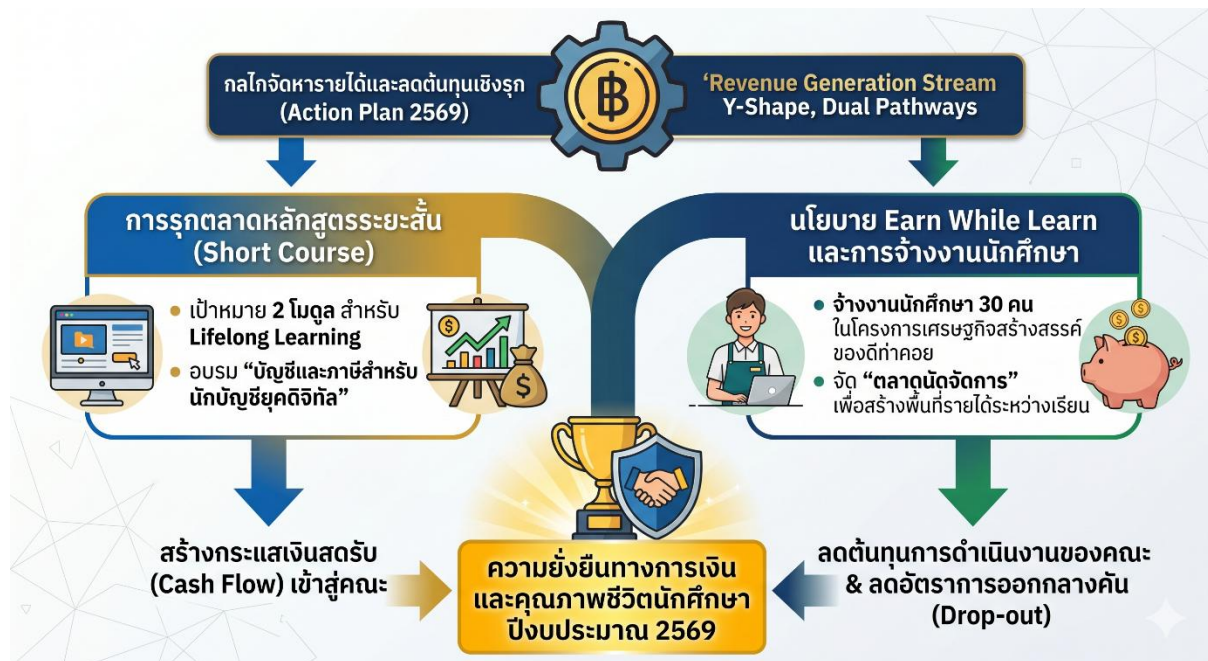 กลไกจัดหารายได้และลดต้นทุนเชิงรุก
(Action Plan 2569)
‘Revenue Generation Stream
Y-Shape, Dual Pathways
การรุกตลาดหลักสูตรระยะสั้น
(Short Course)
เป้าหมาย 2 โมดูล สำหรับ
Lifelong Learning
อบรม “บัญชีและภาษีสำหรับ
นักบัญชียุคดิจิทัล”
สร้างกระแสเงินสดรับ
(Cash Flow) เข้าสู่คณะ
นโยบาย Earn While Learn
และการจ้างงานนักศึกษา
จ้างงานนักศึกษา 30 คน
ในโครงการเศรษฐกิจสร้างสรรค์
ของดีท่าคอย
จัด “ตลาดนัดจัดการ”
เพื่อสร้างพื้นที่รายได้ระหว่างเรียน
ลดต้นทุนการดำเนินงานของคณะ
& ลดอัตราการออกกลางคัน
(Drop-out)
ความยั่งยืนทางการเงิน
และคุณภาพชีวิตนักศึกษา
ปีงบประมาณ 2569